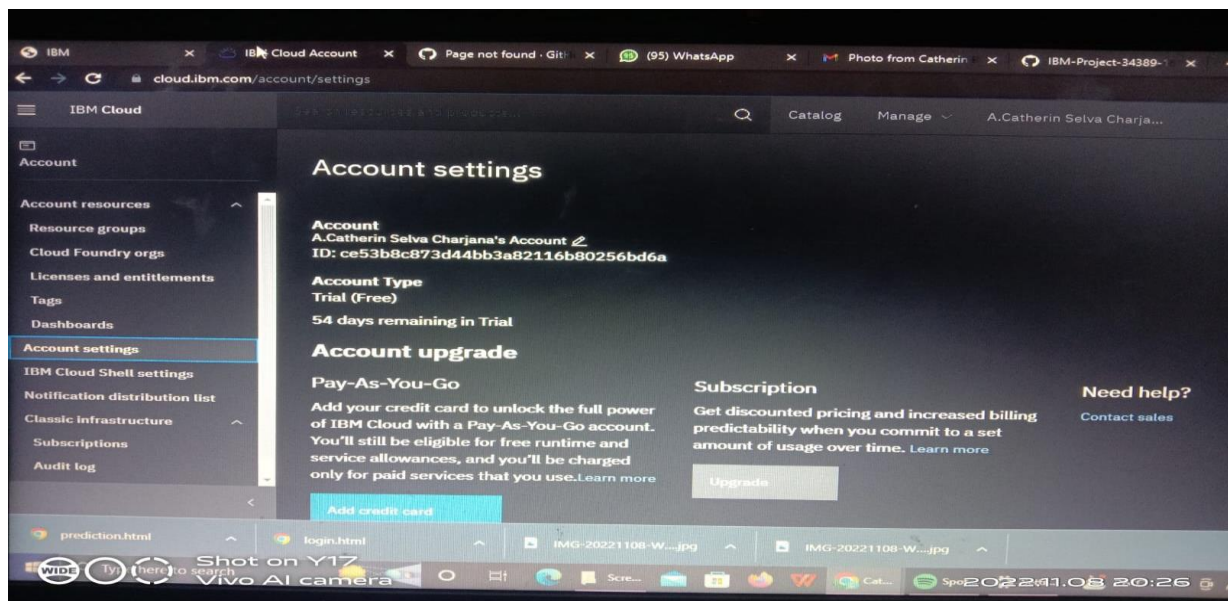 IBM
IBM Cloud Account
Page not found · Git
(95) WhatsApp
Photo from Catherin
IBM-Project-34389-1
cloud.ibm.com/account/settings
IBM Cloud
Catalog
Manage
A.Catherin Selva Charja...
Account
Account settings
Account resources
Resource groups
Cloud Foundry orgs
Licenses and entitlements
Tags
Dashboards
Account settings
IBM Cloud Shell settings
Notification distribution list
Classic infrastructure
Subscriptions
Audit log
Account
A.Catherin Selva Charjana's Account
ID: ce53b8c873d44bb3a82116b80256bd6a
Account Type
Trial (Free)
54 days remaining in Trial
Account upgrade
Pay-As-You-Go
Add your credit card to unlock the full power
of IBM Cloud with a Pay-As-You-Go account.
You'll still be eligible for free runtime and
service allowances, and you'll be charged
only for paid services that you use.Learn more
Add credit card
Subscription
Get discounted pricing and increased billing
predictability when you commit to a set
amount of usage over time. Learn more
Upgrade
Need help?
Contact sales
prediction.html
login.html
IMG-20221108-W....jpg
IMG-20221108-W....jpg
Type here to search
Scre...
Cat...
Spo
WIDE
Shot on Y17
Vivo AI camera
2022.11.08 20:26